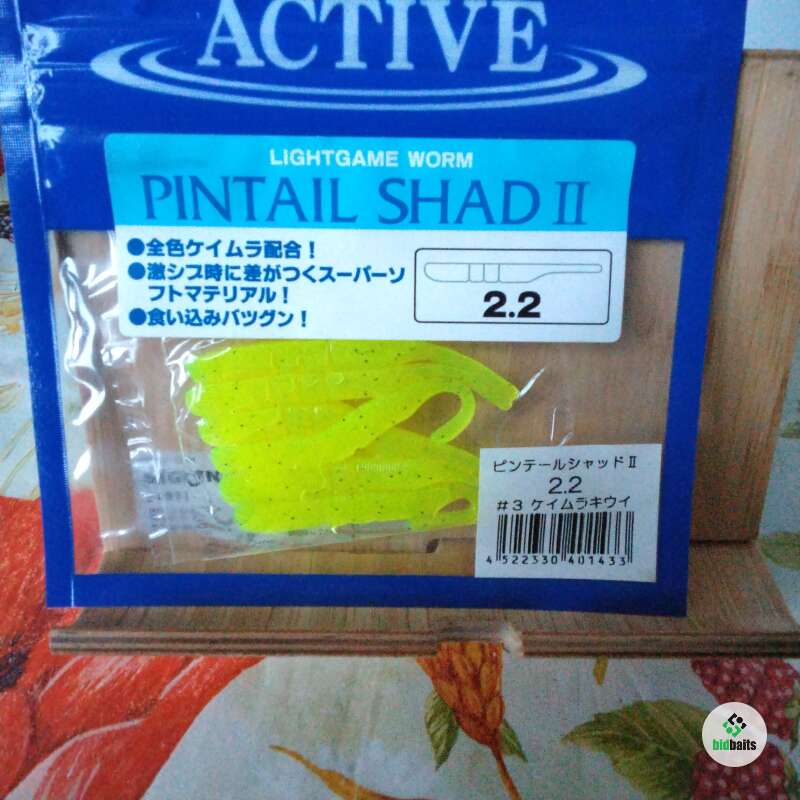 ACTIVE
LIGHTGAME WORM
PINTAIL SHAD II
●全色ケイムラ配合!
●激シブ時に差がつくスーパーソ
フトマテリアル!
●食い込みバツグン!
2.2
ピンテールシャッドⅡ
2.2
#3 ケイムラキウイ
4 522330 401433
bidbaits